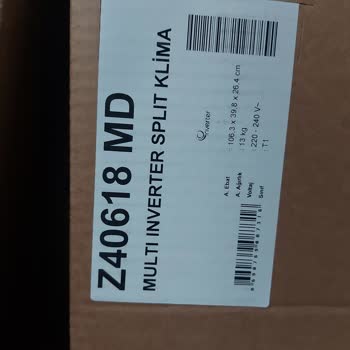 Z40618 MD
MULTI INVERTER SPLIT KLİMA
inverter
A. Ebat : 106.3 x 39.8 x 26.4 cm
A. Ağırlık : 13 kg
Voltaj : 220 - 240 V~
Sınıf : T1